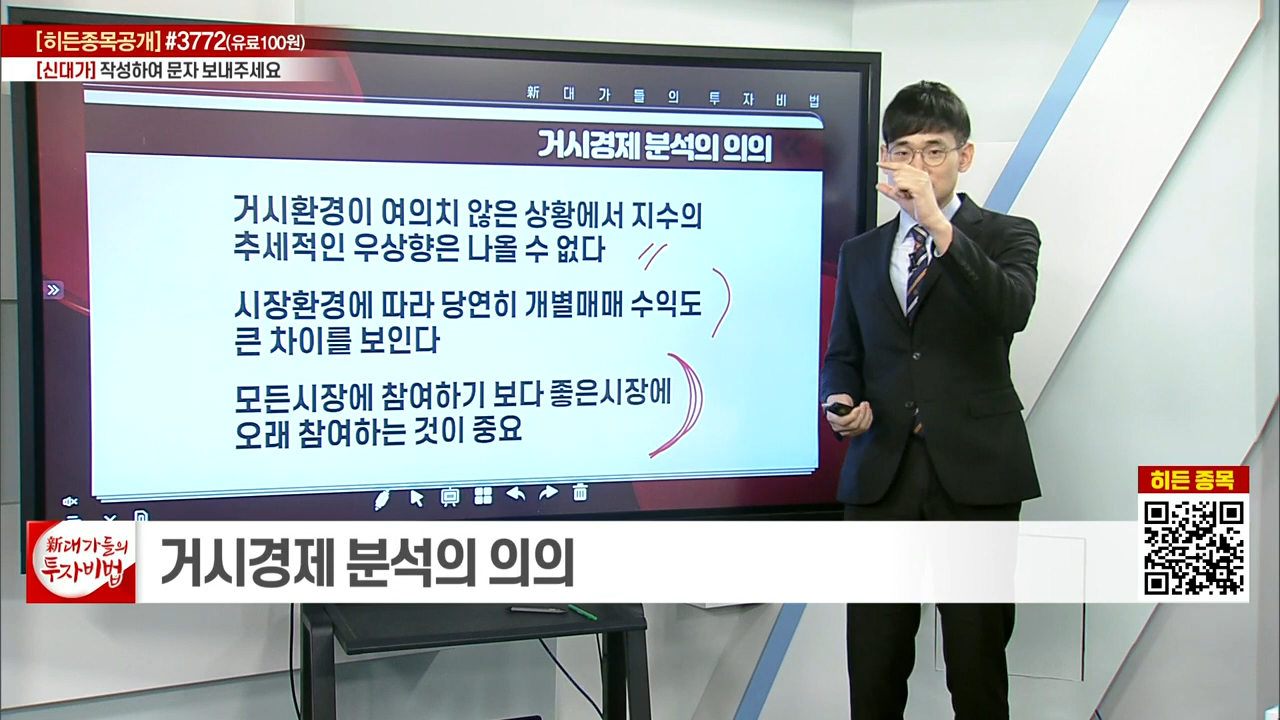 [히든종목공개] #3772(유료100원)
[신대가] 작성하여 문자 보내주세요
新대가들의 투자비법
거시경제 분석의 의의
거시환경이 여의치 않은 상황에서 지수의
추세적인 우상향은 나올 수 없다
시장환경에 따라 당연히 개별매매 수익도
큰 차이를 보인다
모든시장에 참여하기 보다 좋은시장에
오래 참여하는 것이 중요
히든 종목
新대가들의
투자비법
거시경제 분석의 의의